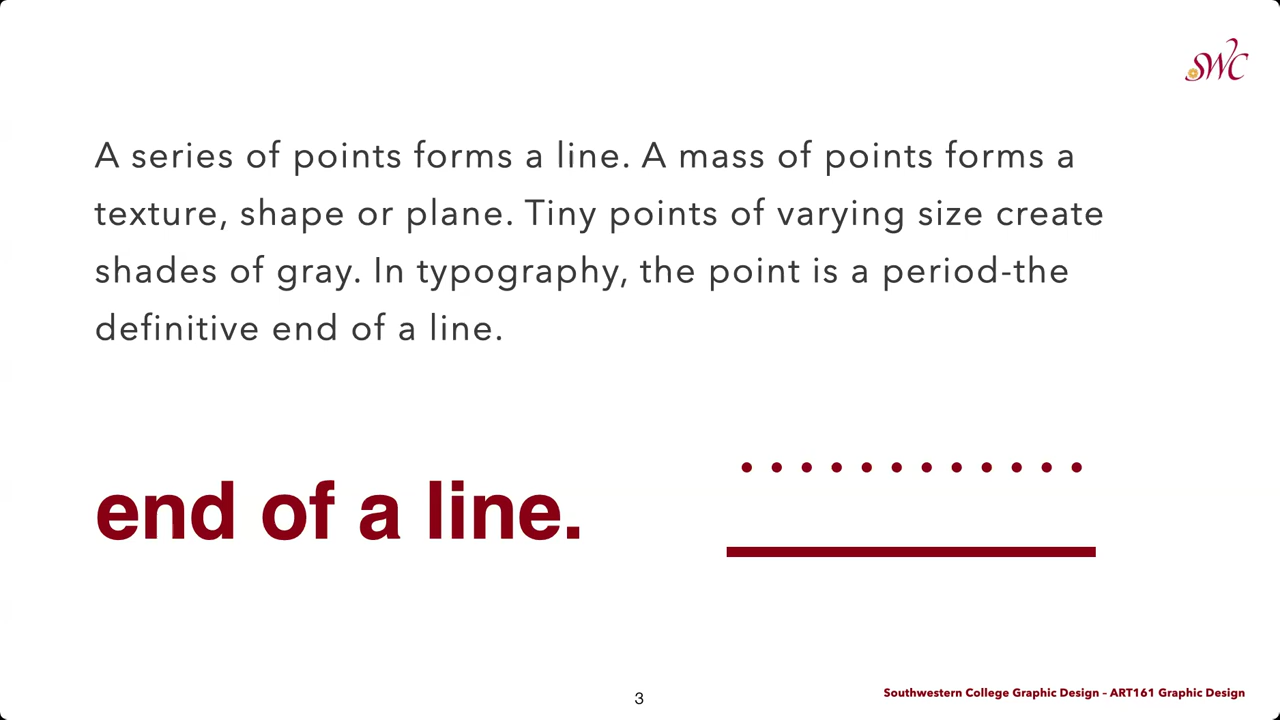 SWC
A series of points forms a line. A mass of points forms a
texture, shape or plane. Tiny points of varying size create
shades of gray. In typography, the point is a period-the
definitive end of a line.
end of a line.
3
Southwestern College Graphic Design – ART161 Graphic Design